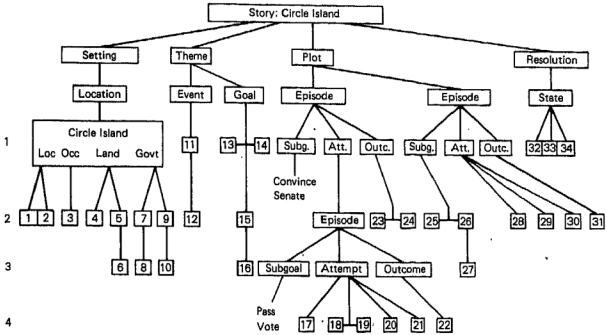 Story: Circle Island
Setting Theme Plot Resolution
Location Event Goal Episode Episode State
1 Circle Island 11 13 14 Subg. Att. Outc. Subg. Att. Outc. 32 33 34
Loc Occ Land Govt
Convince
Senate
2 1 2 3 4 5 7 9 12 15 Episode 23 24 25 26 28 29 30 31
3 6 8 10 16 Subgoal Attempt Outcome 27
Pass
Vote
4 17 18 19 20 21 22